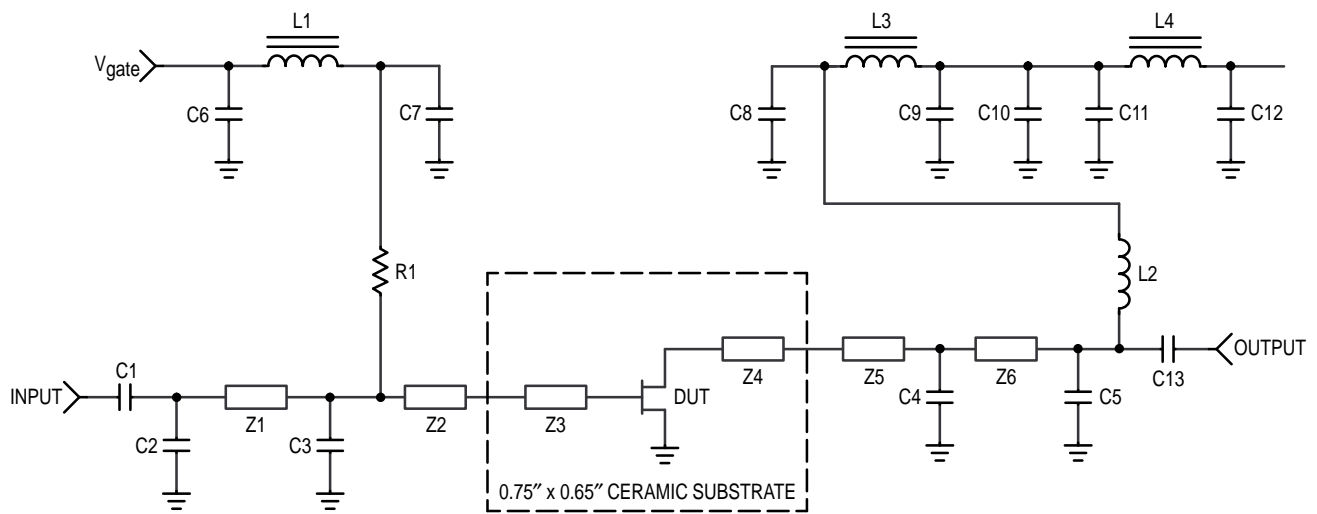 L1
L3
L4
Vgate
C6
C7
C8
C9
C10
C11
C12
R1
L2
INPUT
C1
C2
Z1
C3
Z2
Z3
DUT
Z4
Z5
C4
Z6
C5
C13
OUTPUT
0.75″ x 0.65″ CERAMIC SUBSTRATE